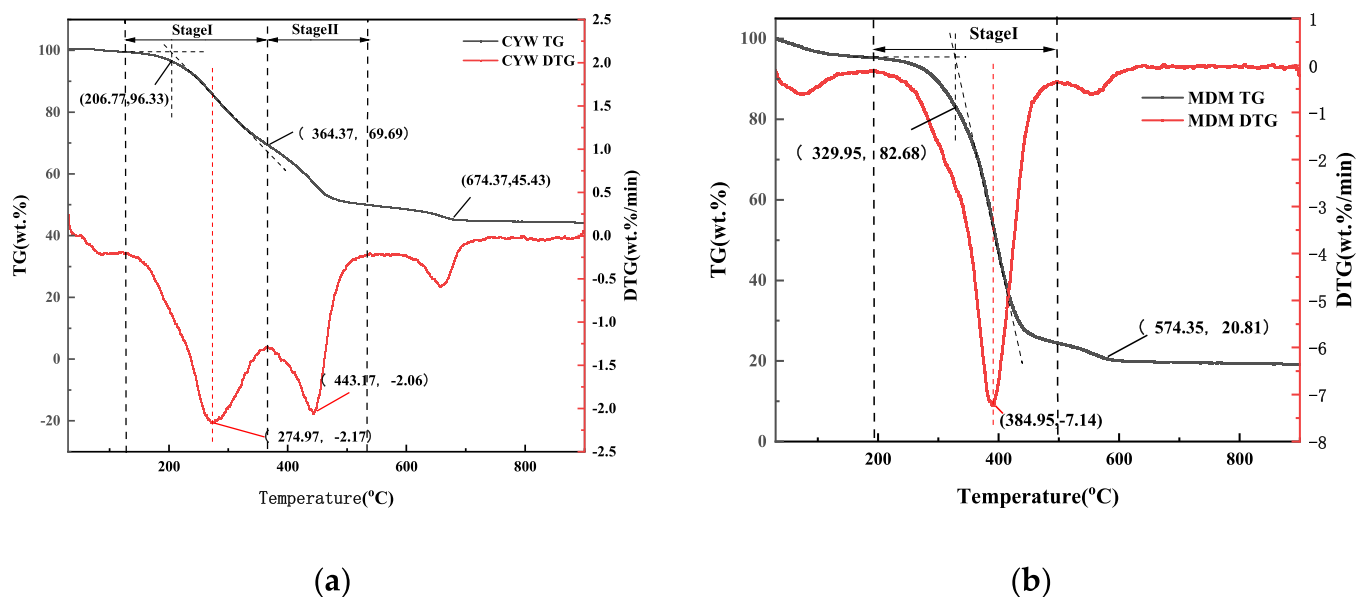 StageI StageII
CYW TG
CYW DTG
(206.77,96.33)
( 364.37, 69.69)
(674.37,45.43)
( 443.17, -2.06)
( 274.97, -2.17)
100
80
60
40
20
0
-20
TG(wt.%)
2.5
2.0
1.5
1.0
0.5
0.0
-0.5
-1.0
-1.5
-2.0
-2.5
DTG(wt.%/min)
200 400 600 800
Temperature(°C)
(a)
StageI
MDM TG
MDM DTG
( 329.95, 82.68)
( 574.35, 20.81)
(384.95,-7.14)
100
80
60
40
20
0
TG(wt.%)
1
0
−1
−2
−3
−4
−5
−6
−7
−8
DTG(wt.%/min)
200 400 600 800
Temperature(°C)
(b)